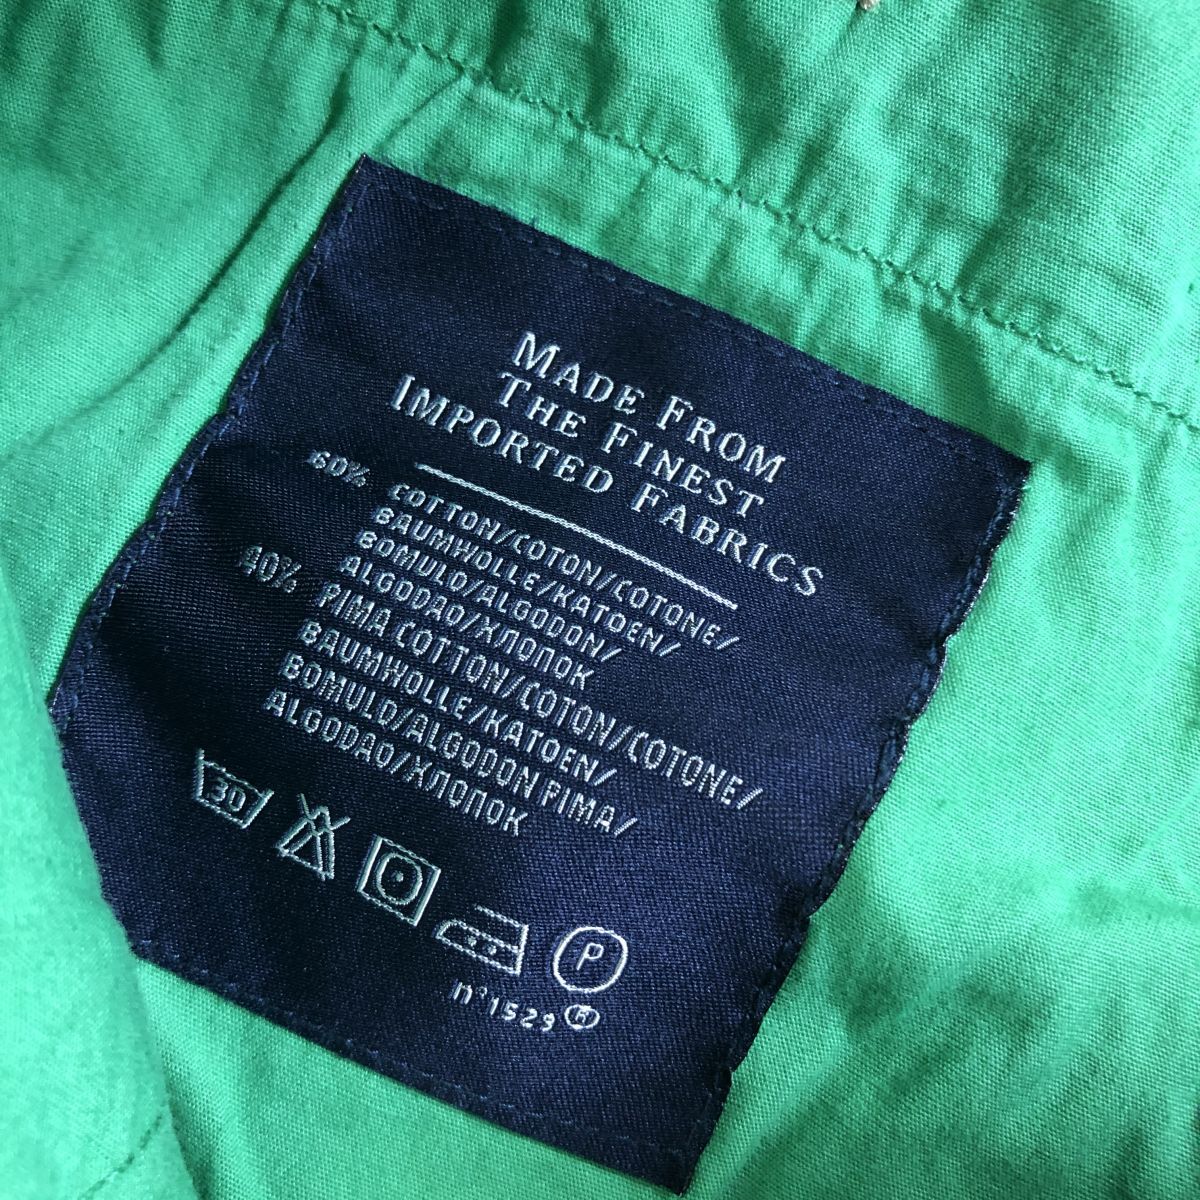 MADE FROM
THE FINEST
IMPORTED FABRICS
60% COTTON/COTON/COTONE/
BAUMWOLLE/KATOEN/
BOMULD/ALGODON/
ALGODAO/ХЛОПОК
40% PIMA COTTON/COTON/COTONE/
BAUMWOLLE/KATOEN/
BOMULD/ALGODON PIMA/
ALGODAO/ХЛОПОК
30
P
n°1529 ®